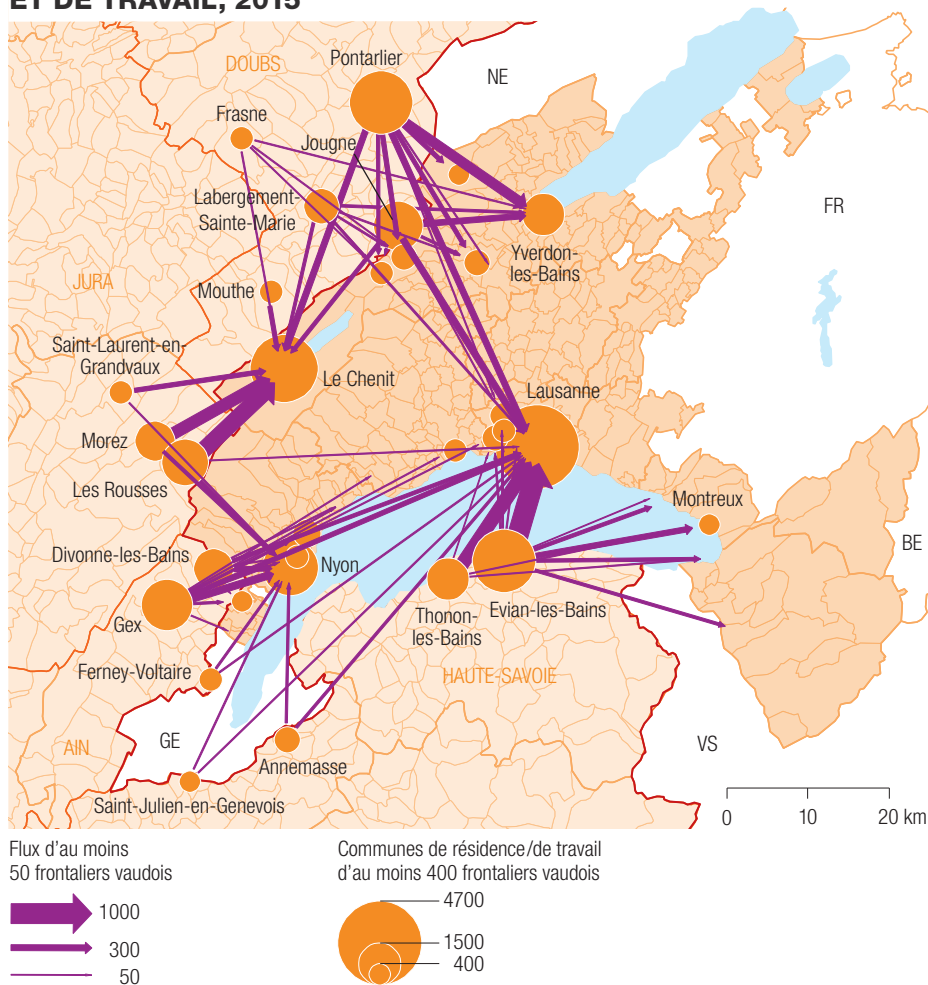 ET DE TRAVAIL, 2015
Pontarlier
DOUBS
NE
Frasne
Jougne
Labergement-
Sainte-Marie
FR
Yverdon-
les-Bains
JURA
Mouthe
Saint-Laurent-en-
Grandvaux
Le Chenit
Lausanne
Morez
Les Rousses
Montreux
Divonne-les-Bains
Nyon
BE
Gex
Thonon-
les-Bains
Evian-les-Bains
Ferney-Voltaire
HAUTE-SAVOIE
GE
VS
AIN
Annemasse
Saint-Julien-en-Genevois
0 10 20 km
Flux d'au moins
50 frontaliers vaudois
1000
300
50
Communes de résidence/de travail
d'au moins 400 frontaliers vaudois
4700
1500
400